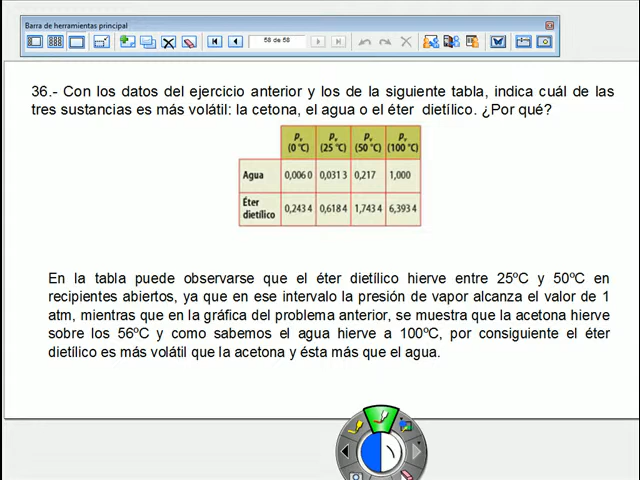 Barra de herramientas principal
58 de 58
36.- Con los datos del ejercicio anterior y los de la siguiente tabla, indica cuál de las
tres sustancias es más volátil: la cetona, el agua o el éter dietílico. ¿Por qué?
pᵥ pᵥ pᵥ pᵥ
(0 °C) (25 °C) (50 °C) (100 °C)
Agua 0,006 0 0,031 3 0,217 1,000
Éter
dietílico 0,243 4 0,618 4 1,743 4 6,393 4
En la tabla puede observarse que el éter dietílico hierve entre 25ºC y 50ºC en
recipientes abiertos, ya que en ese intervalo la presión de vapor alcanza el valor de 1
atm, mientras que en la gráfica del problema anterior, se muestra que la acetona hierve
sobre los 56ºC y como sabemos el agua hierve a 100ºC, por consiguiente el éter
dietílico es más volátil que la acetona y ésta más que el agua.